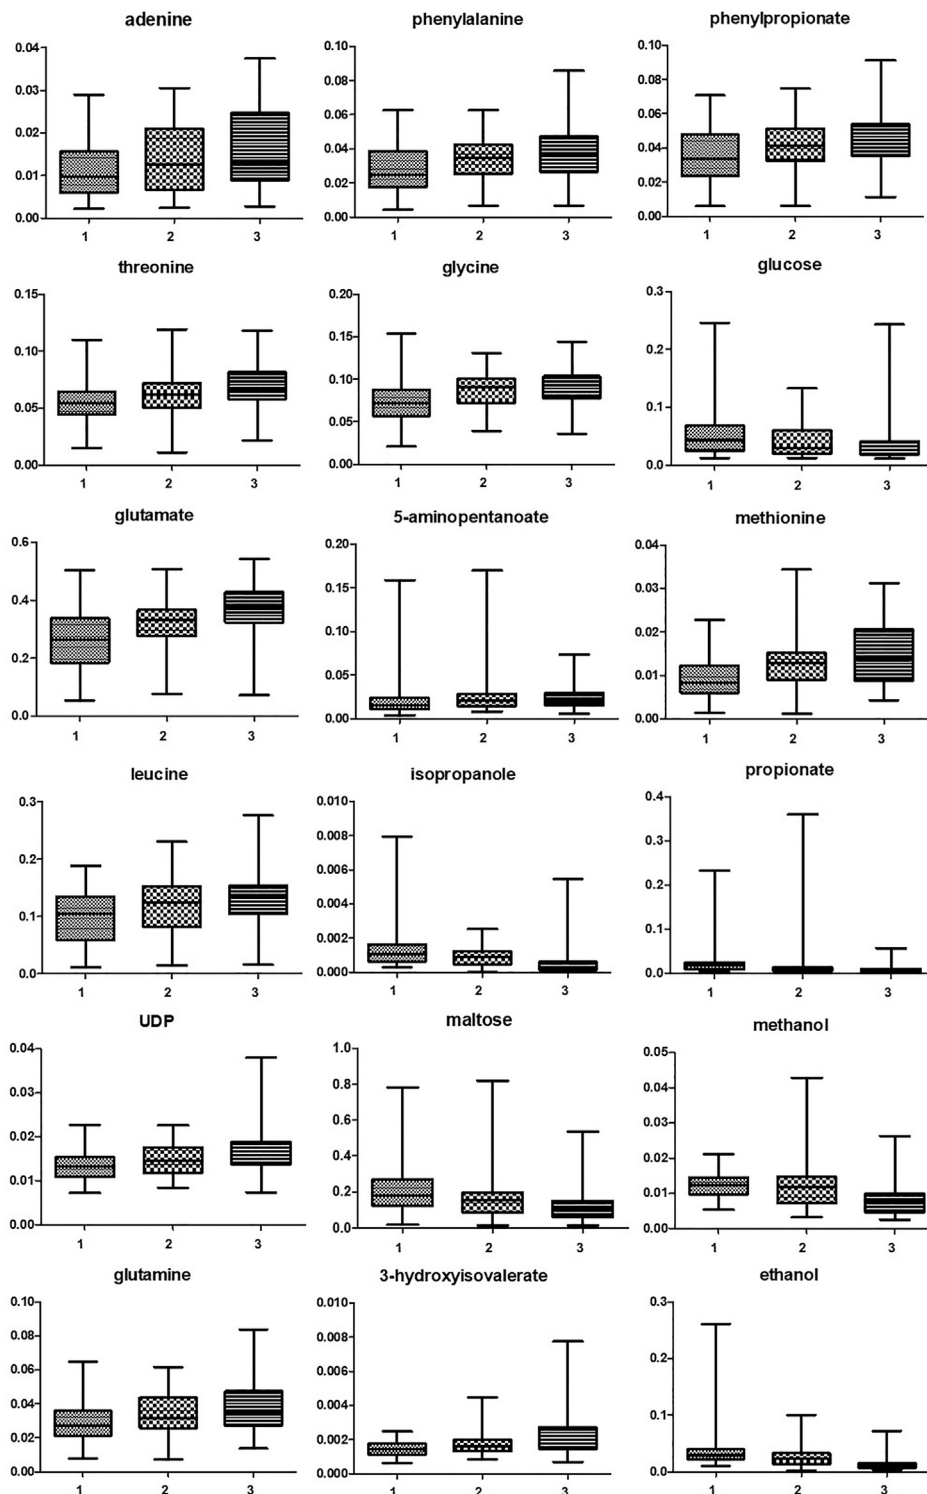 adenine
0.04
0.03
0.02
0.01
0.00
1 2 3
phenylalanine
0.10
0.08
0.06
0.04
0.02
0.00
1 2 3
phenylpropionate
0.10
0.08
0.06
0.04
0.02
0.00
1 2 3
threonine
0.15
0.10
0.05
0.00
1 2 3
glycine
0.20
0.15
0.10
0.05
0.00
1 2 3
glucose
0.3
0.2
0.1
0.0
1 2 3
glutamate
0.6
0.4
0.2
0.0
1 2 3
5-aminopentanoate
0.20
0.15
0.10
0.05
0.00
1 2 3
methionine
0.04
0.03
0.02
0.01
0.00
1 2 3
leucine
0.3
0.2
0.1
0.0
1 2 3
isopropanole
0.010
0.008
0.006
0.004
0.002
0.000
1 2 3
propionate
0.4
0.3
0.2
0.1
0.0
1 2 3
UDP
0.04
0.03
0.02
0.01
0.00
1 2 3
maltose
1.0
0.8
0.6
0.4
0.2
0.0
1 2 3
methanol
0.05
0.04
0.03
0.02
0.01
0.00
1 2 3
glutamine
0.10
0.08
0.06
0.04
0.02
0.00
1 2 3
3-hydroxyisovalerate
0.010
0.008
0.006
0.004
0.002
0.000
1 2 3
ethanol
0.3
0.2
0.1
0.0
1 2 3